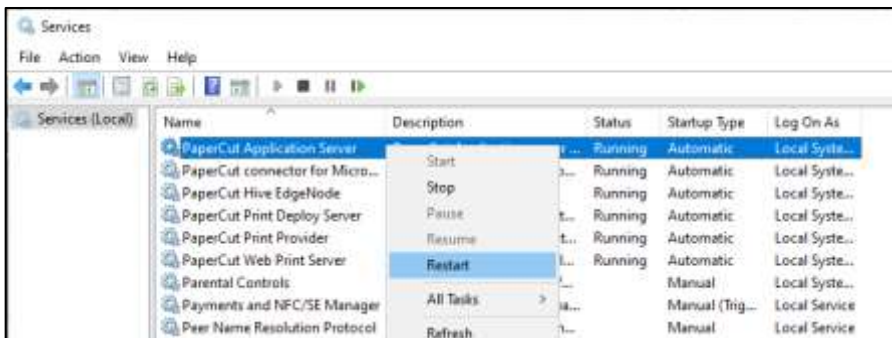 Services
File Action View Help
Services (Local)
Name Description Status Startup Type Log On As
PaperCut Application Server ... Running Automatic Local Syste...
PaperCut connector for Micro... Running Automatic Local Syste...
PaperCut Hive EdgeNode Running Automatic Local Syste...
PaperCut Print Deploy Server Running Automatic Local Syste...
PaperCut Print Provider Running Automatic Local Syste...
PaperCut Web Print Server Running Automatic Local Syste...
Parental Controls Manual Local Syste...
Payments and NFC/SE Manager Manual (Trig... Local Service
Peer Name Resolution Protocol Manual Local Service
Start
Stop
Pause
Resume
Restart
All Tasks >
Refresh